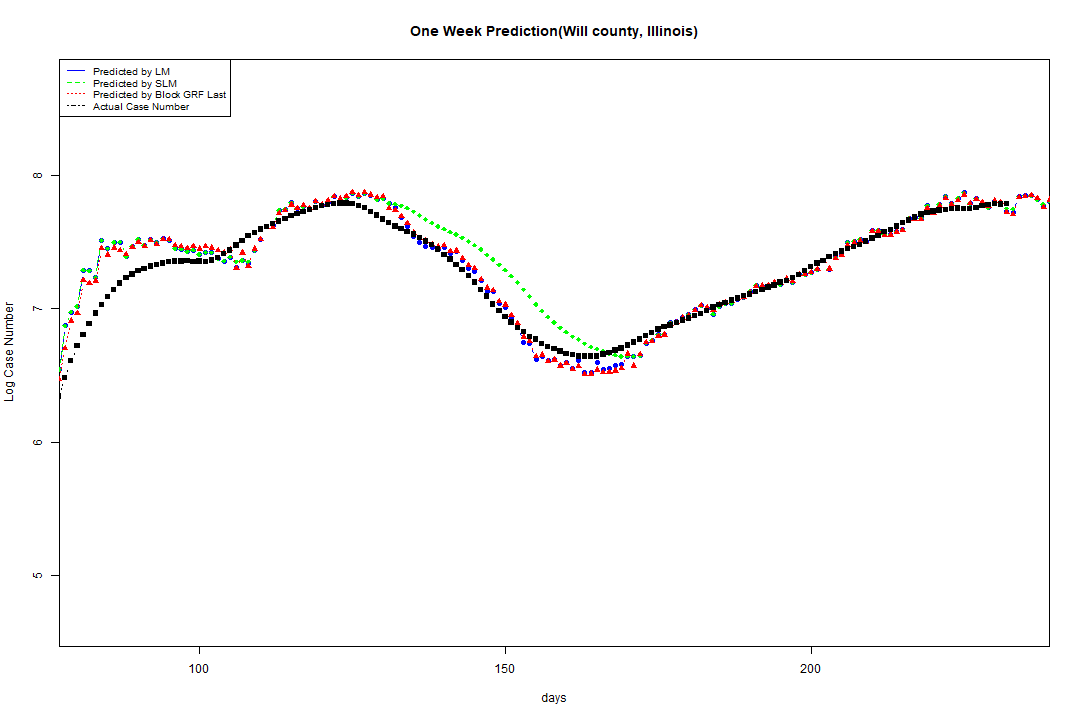 One Week Prediction(Will county, Illinois)
Predicted by LM
Predicted by SLM
Predicted by Block GRF Last
Actual Case Number
8
7
6
5
Log Case Number
100 150 200
days